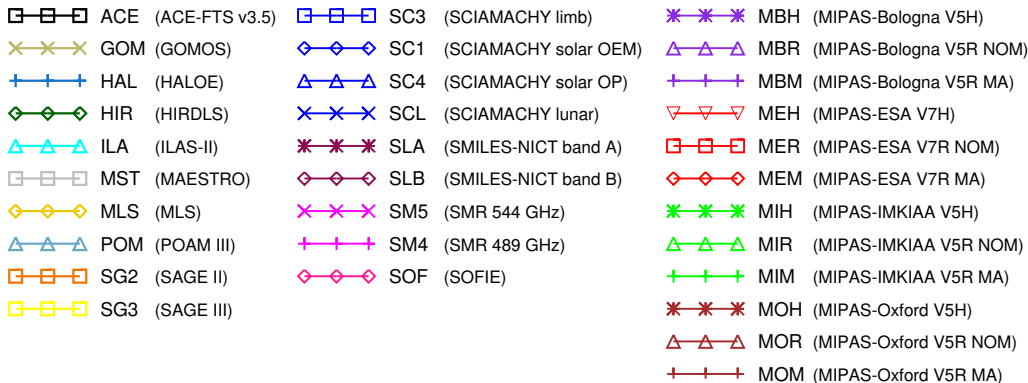 ACE (ACE-FTS v3.5)
GOM (GOMOS)
HAL (HALOE)
HIR (HIRDLS)
ILA (ILAS-II)
MST (MAESTRO)
MLS (MLS)
POM (POAM III)
SG2 (SAGE II)
SG3 (SAGE III)
SC3 (SCIAMACHY limb)
SC1 (SCIAMACHY solar OEM)
SC4 (SCIAMACHY solar OP)
SCL (SCIAMACHY lunar)
SLA (SMILES-NICT band A)
SLB (SMILES-NICT band B)
SM5 (SMR 544 GHz)
SM4 (SMR 489 GHz)
SOF (SOFIE)
MBH (MIPAS-Bologna V5H)
MBR (MIPAS-Bologna V5R NOM)
MBM (MIPAS-Bologna V5R MA)
MEH (MIPAS-ESA V7H)
MER (MIPAS-ESA V7R NOM)
MEM (MIPAS-ESA V7R MA)
MIH (MIPAS-IMKIAA V5H)
MIR (MIPAS-IMKIAA V5R NOM)
MIM (MIPAS-IMKIAA V5R MA)
MOH (MIPAS-Oxford V5H)
MOR (MIPAS-Oxford V5R NOM)
MOM (MIPAS-Oxford V5R MA)